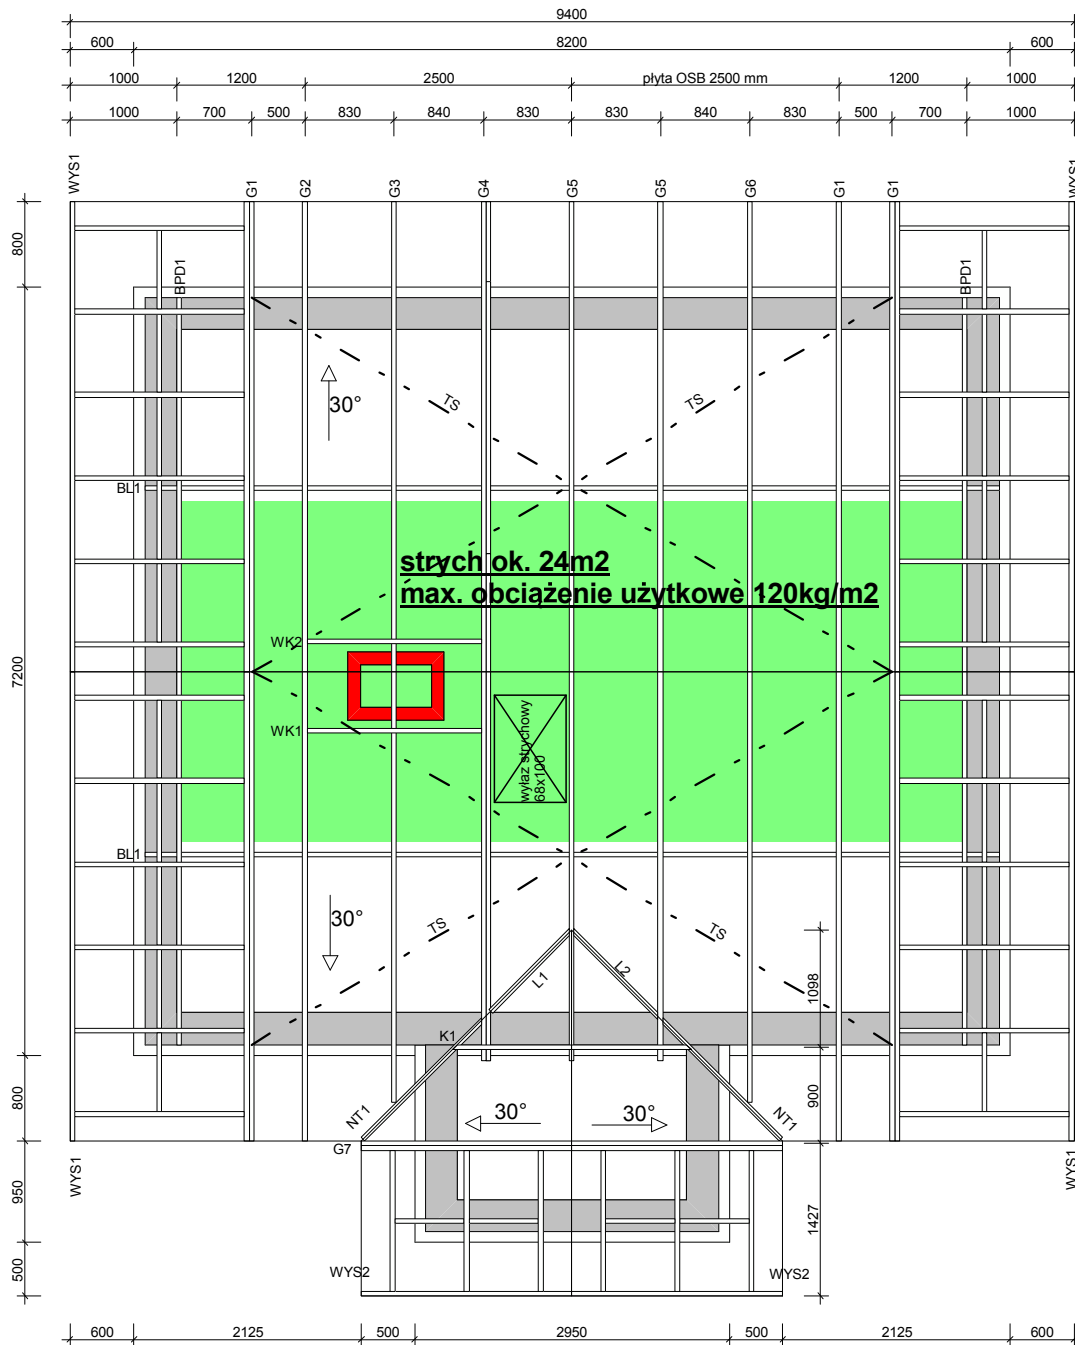 9400
600 8200 600
1000 1200 2500 płyta OSB 2500 mm 1200 1000
1000 700 500 830 840 830 830 840 830 500 700 1000
WYS1 G1 G2 G3 G4 G5 G5 G6 G1 G1 WYS1
800
BPD1 BPD1
30°
TS TS
BL1
strych ok. 24m2
max. obciążenie użytkowe 120kg/m2
WK2
7200
WK1
wyłaz strychowy
68x100
BL1
30°
TS TS
L1 L2
1098
K1
800
NT1 30° 30° NT1
900
G7
WYS1 WYS1
950
1427
WYS2 WYS2
500
600 2125 500 2950 500 2125 600